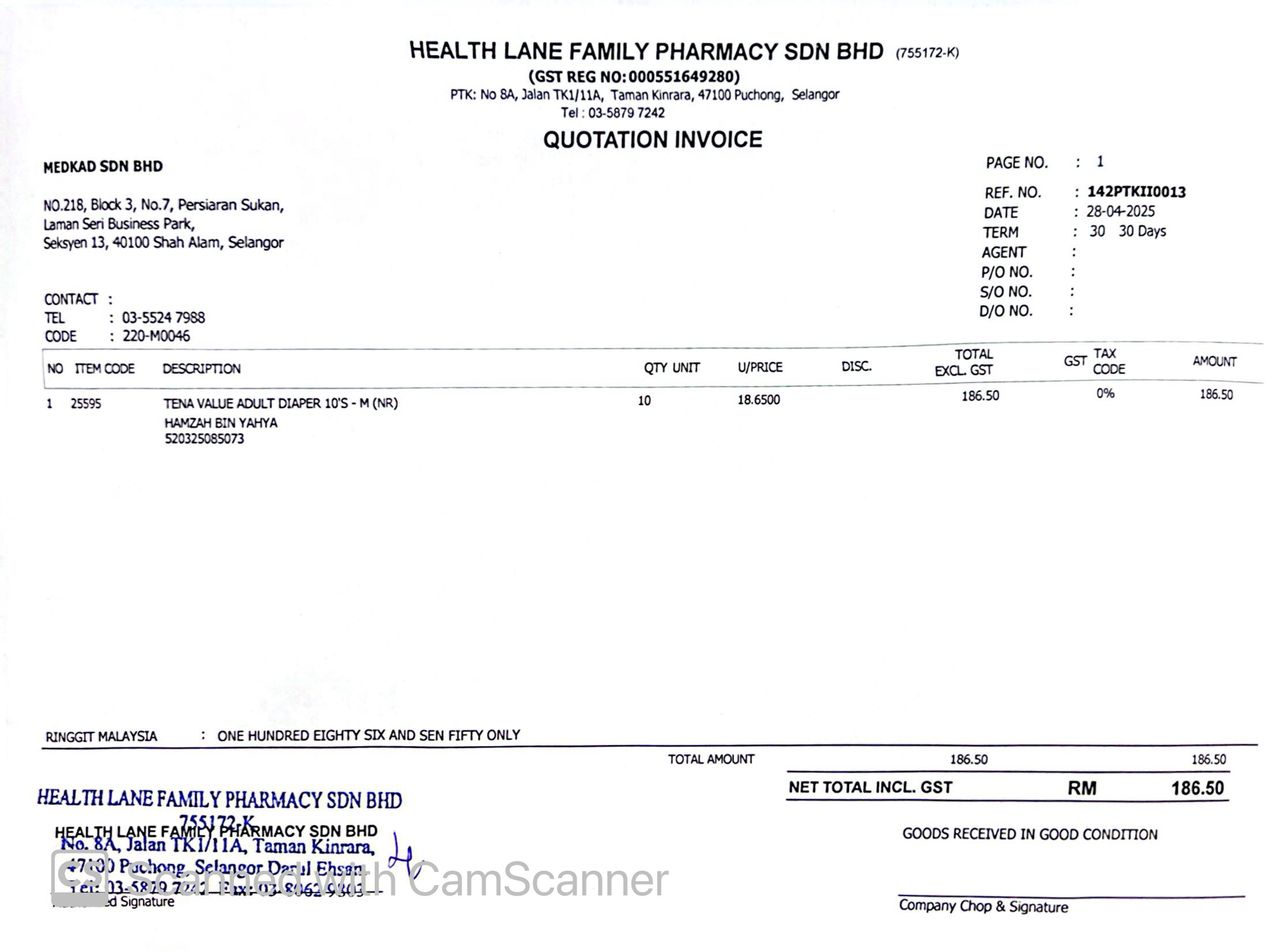 HEALTH LANE FAMILY PHARMACY SDN BHD (755172-K)
(GST REG NO: 000551649280)
PTK: No 8A, Jalan TK1/11A, Taman Kinrara, 47100 Puchong, Selangor
Tel : 03-5879 7242
QUOTATION INVOICE
MEDKAD SDN BHD
NO.218, Block 3, No.7, Persiaran Sukan,
Laman Seri Business Park,
Seksyen 13, 40100 Shah Alam, Selangor
CONTACT :
TEL : 03-5524 7988
CODE : 220-M0046
PAGE NO. : 1
REF. NO. : 142PTKII0013
DATE : 28-04-2025
TERM : 30 30 Days
AGENT :
P/O NO. :
S/O NO. :
D/O NO. :
NO ITEM CODE DESCRIPTION QTY UNIT U/PRICE DISC. TOTAL EXCL. GST GST TAX CODE AMOUNT
1 25595 TENA VALUE ADULT DIAPER 10'S - M (NR) 10 18.6500 186.50 0% 186.50
HAMZAH BIN YAHYA
520325085073
RINGGIT MALAYSIA : ONE HUNDRED EIGHTY SIX AND SEN FIFTY ONLY
TOTAL AMOUNT 186.50 186.50
NET TOTAL INCL. GST RM 186.50
HEALTH LANE FAMILY PHARMACY SDN BHD
755172-K
HEALTH LANE FAMILY PHARMACY SDN BHD
No. 8A, Jalan TK1/11A, Taman Kinrara,
47100 Puchong, Selangor Darul Ehsan
Tel: 03-5879 7242 Fax: 03-8062 9303
Signature
GOODS RECEIVED IN GOOD CONDITION
Company Chop & Signature
CS Scanned with CamScanner